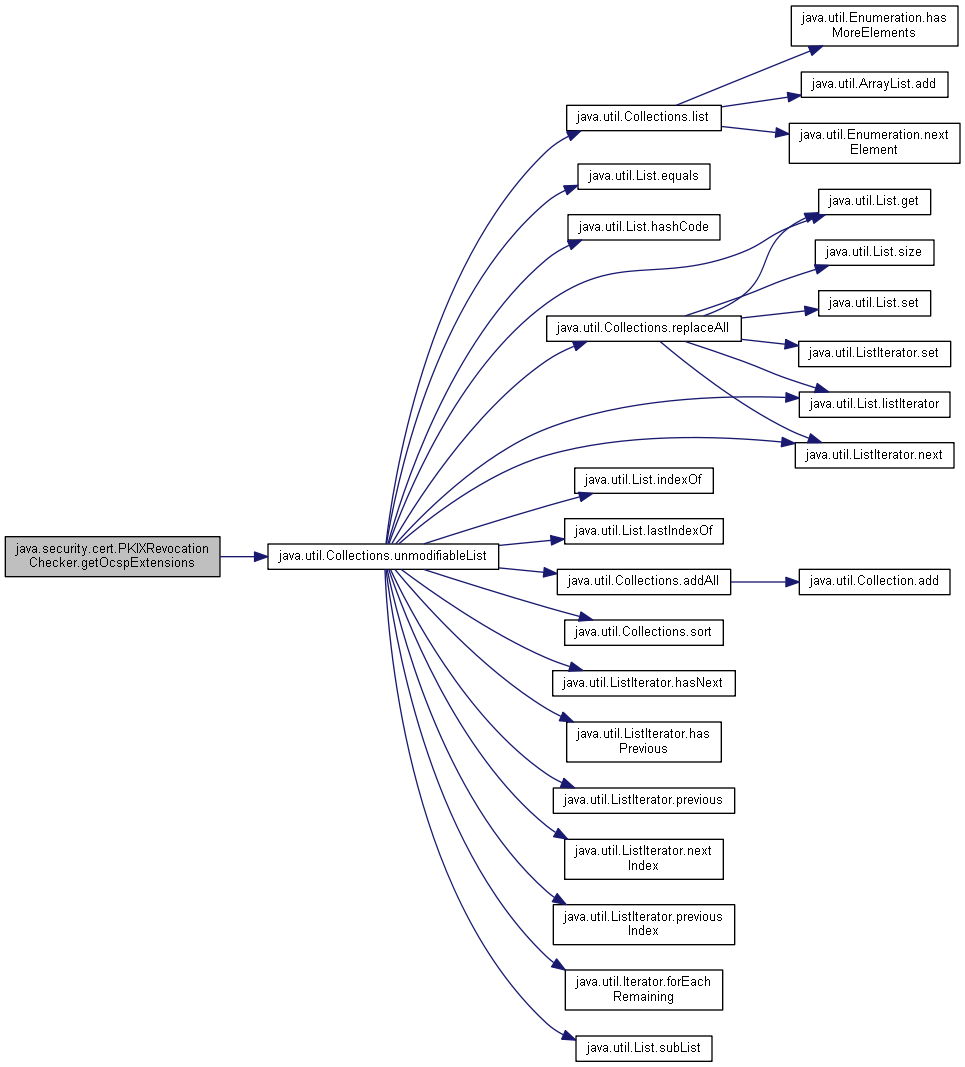 java.util.Enumeration.has
MoreElements
java.util.ArrayList.add
java.util.Collections.list
java.util.Enumeration.next
Element
java.util.List.equals
java.util.List.get
java.util.List.hashCode
java.util.List.size
java.util.List.set
java.util.Collections.replaceAll
java.util.ListIterator.set
java.util.List.listIterator
java.util.ListIterator.next
java.util.List.indexOf
java.util.List.lastIndexOf
java.security.cert.PKIXRevocation
Checker.getOcspExtensions
java.util.Collections.unmodifiableList
java.util.Collections.addAll
java.util.Collection.add
java.util.Collections.sort
java.util.ListIterator.hasNext
java.util.ListIterator.has
Previous
java.util.ListIterator.previous
java.util.ListIterator.next
Index
java.util.ListIterator.previous
Index
java.util.Iterator.forEach
Remaining
java.util.List.subList